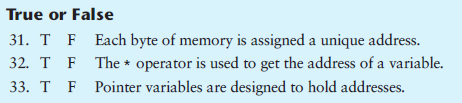 True or False
31. T F Each byte of memory is assigned a unique address.
32. T F The * operator is used to get the address of a variable.
33. T F Pointer variables are designed to hold addresses.